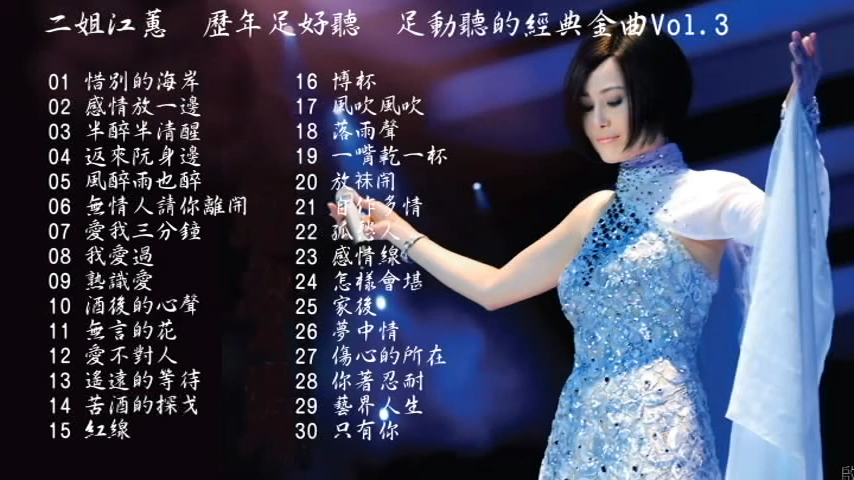 二姐江蕙 歷年足好聽 足動聽的經典金曲Vol.3
01 惜別的海岸
02 感情放一邊
03 半醉半清醒
04 返來阮身邊
05 風醉雨也醉
06 無情人請你離開
07 愛我三分鐘
08 我愛過
09 熟識愛
10 酒後的心聲
11 無言的花
12 愛不對人
13 遙遠的等待
14 苦酒的探戈
15 紅線
16 博杯
17 風吹風吹
18 落雨聲
19 一嘴乾一杯
20 放袜開
21 自作多情
22 孤戀人
23 感情線
24 怎樣會堪
25 家後
26 夢中情
27 傷心的所在
28 你著忍耐
29 藝界人生
30 只有你